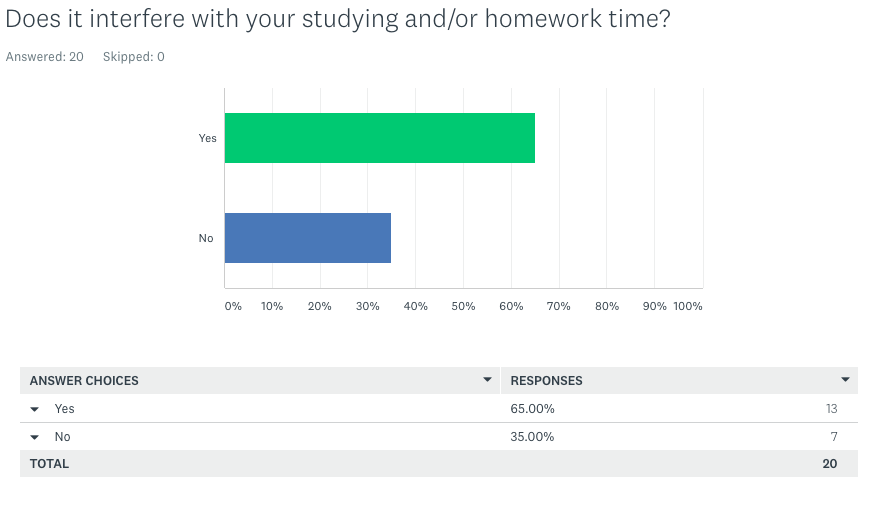 Does it interfere with your studying and/or homework time?
Answered: 20 Skipped: 0
Yes
No
0% 10% 20% 30% 40% 50% 60% 70% 80% 90% 100%
ANSWER CHOICES RESPONSES
Yes 65.00% 13
No 35.00% 7
TOTAL 20